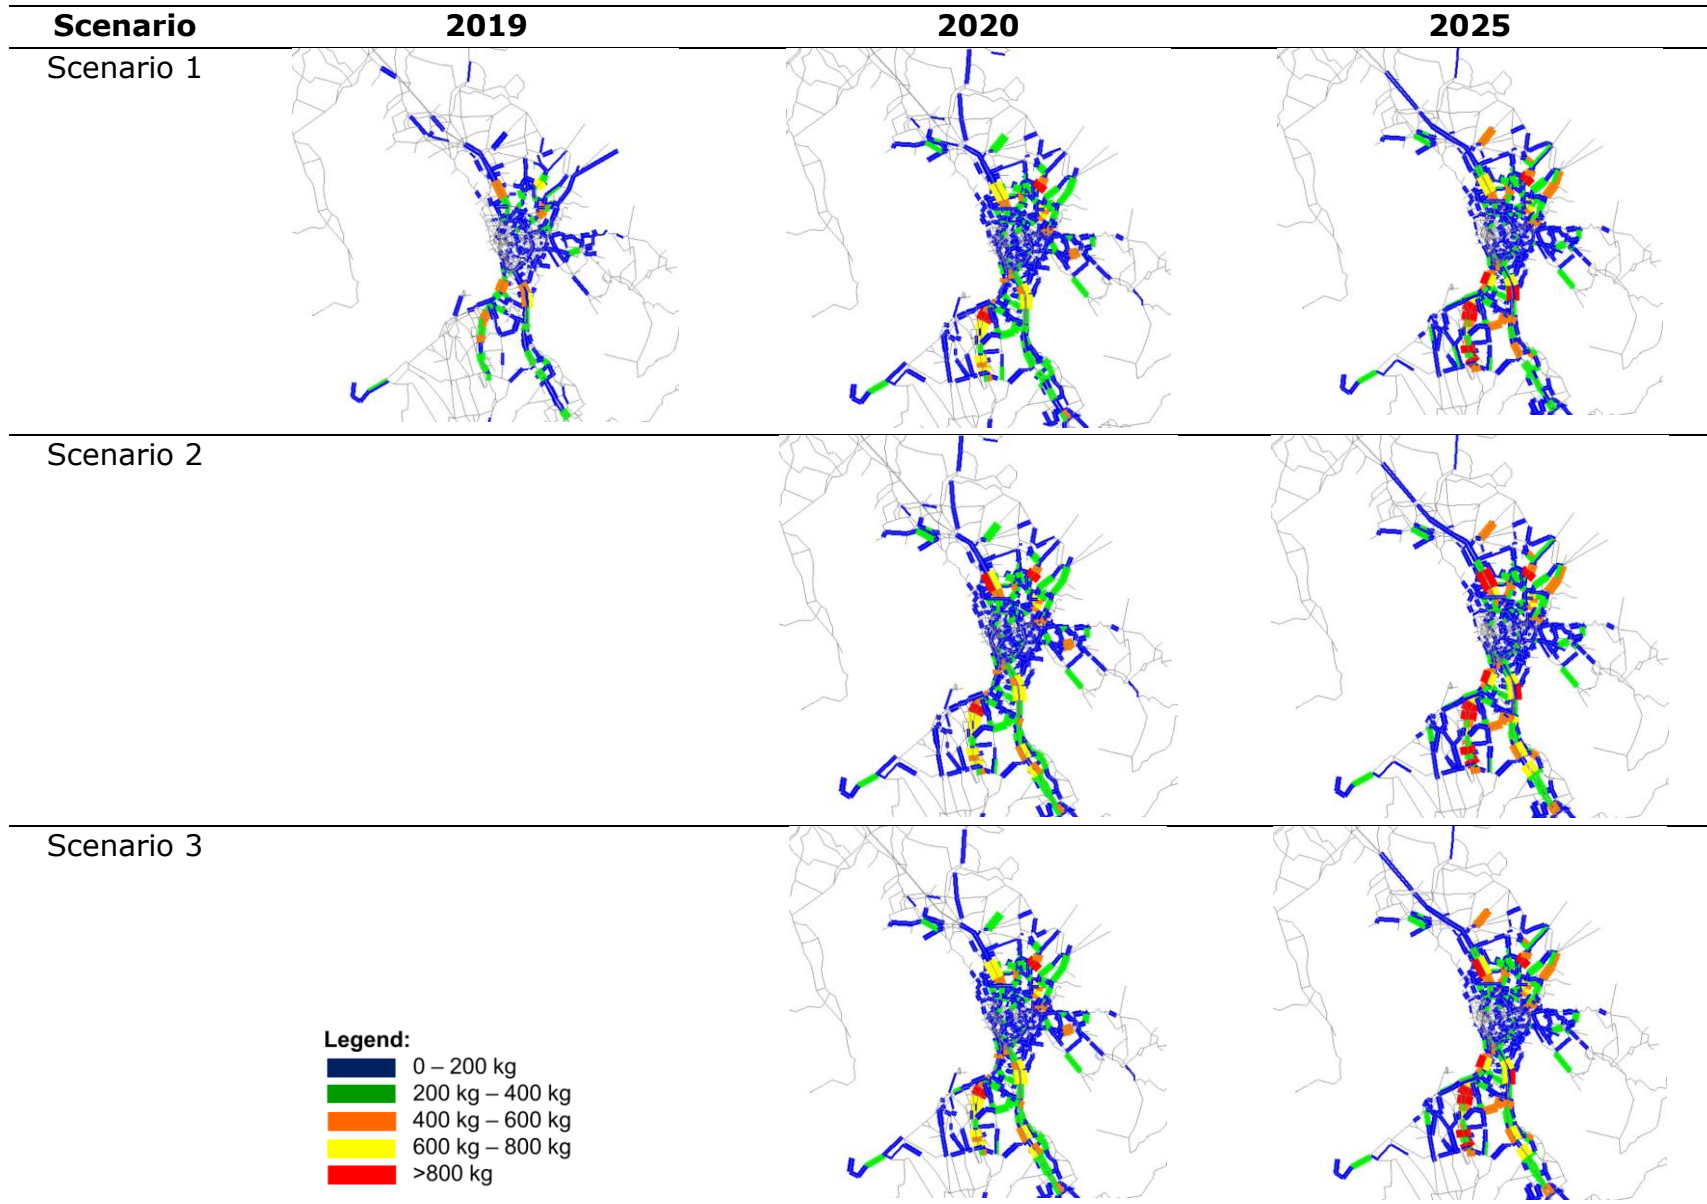 Scenario 2019 2020 2025
Scenario 1
Scenario 2
Scenario 3
Legend:
0 – 200 kg
200 kg – 400 kg
400 kg – 600 kg
600 kg – 800 kg
>800 kg